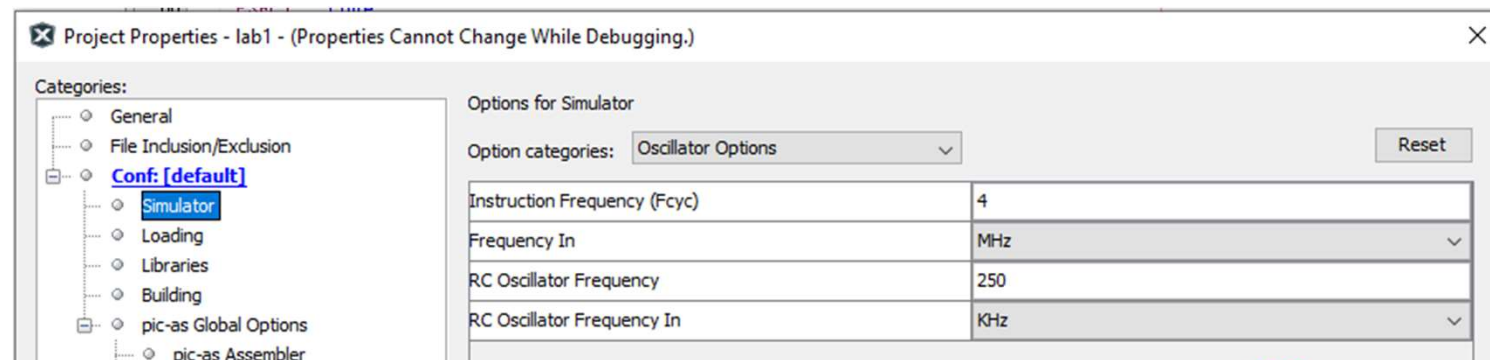 Project Properties - lab1 - (Properties Cannot Change While Debugging.)
Categories:
General
File Inclusion/Exclusion
Conf: [default]
Simulator
Loading
Libraries
Building
pic-as Global Options
pic-as Assembler
Options for Simulator
Option categories: Oscillator Options Reset
Instruction Frequency (Fcyc) 4
Frequency In MHz
RC Oscillator Frequency 250
RC Oscillator Frequency In KHz